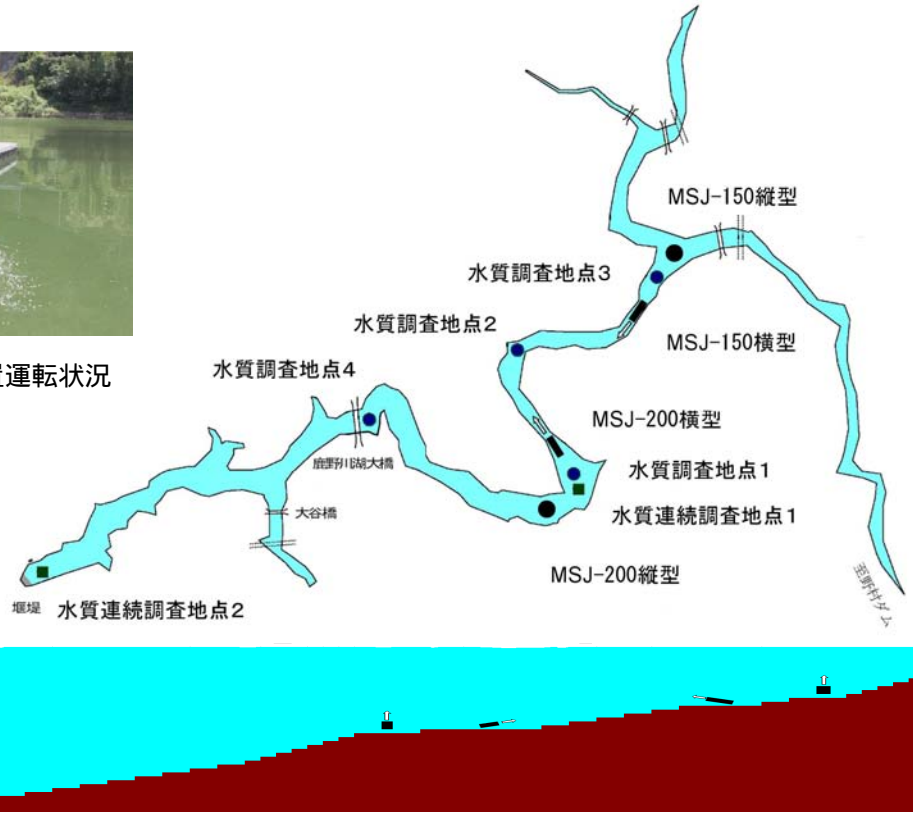 MSJ-150縦型
水質調査地点3
水質調査地点2
MSJ-150横型
置運転状況
水質調査地点4
MSJ-200横型
鹿野川湖大橋
水質調査地点1
大谷橋
水質連続調査地点1
MSJ-200縦型
至野村ダム
堰堤
水質連続調査地点2